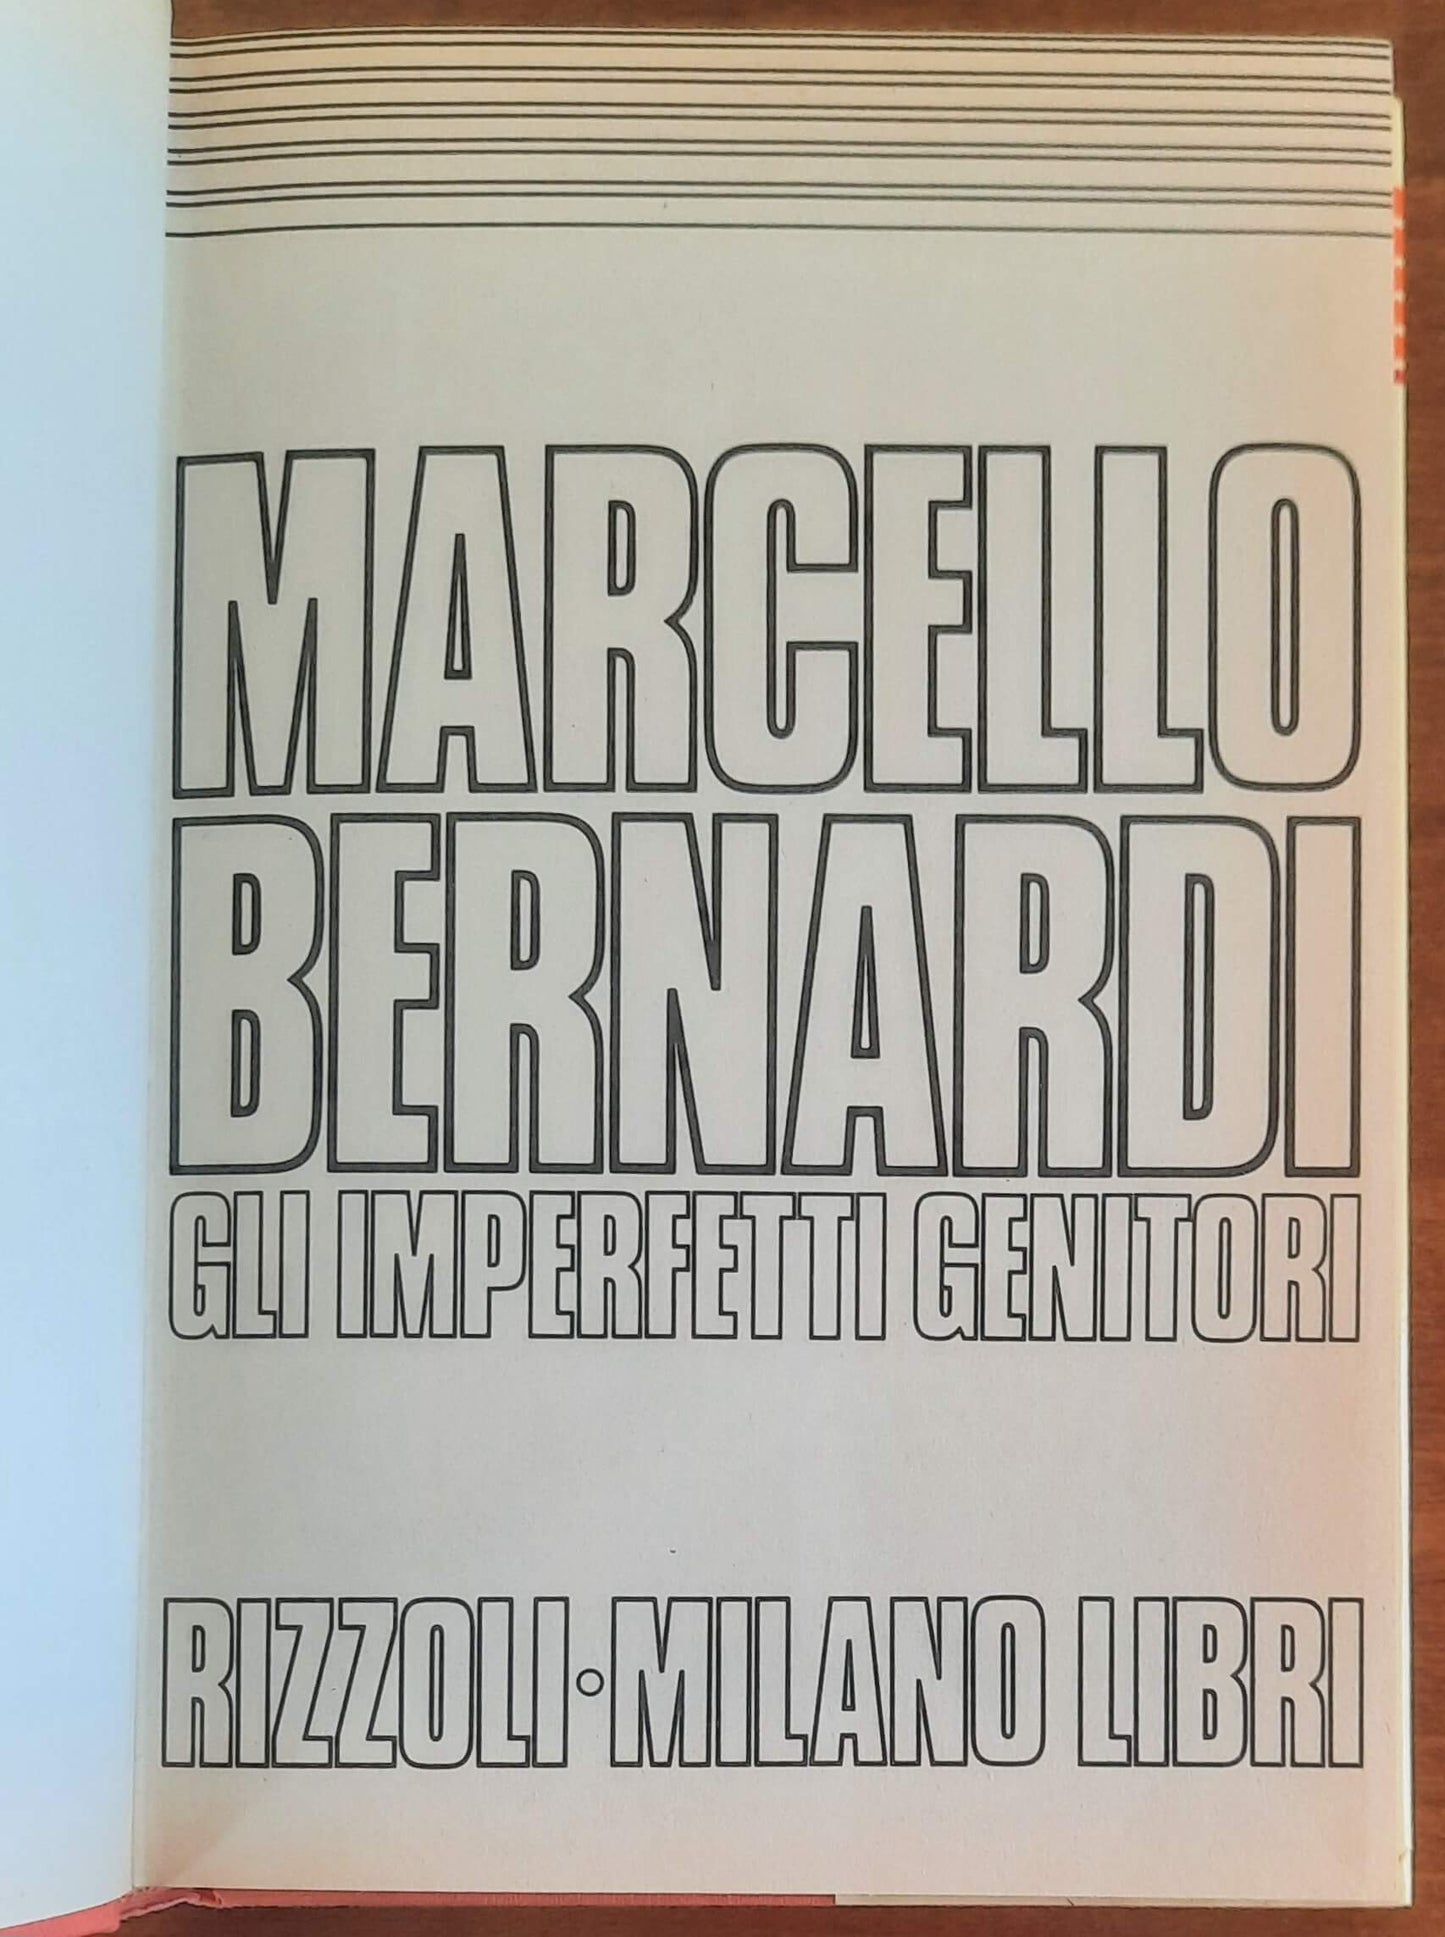 MARCELLO
BERNARDI
GLI IMPERFETTI GENITORI
RIZZOLI • MILANO LIBRI